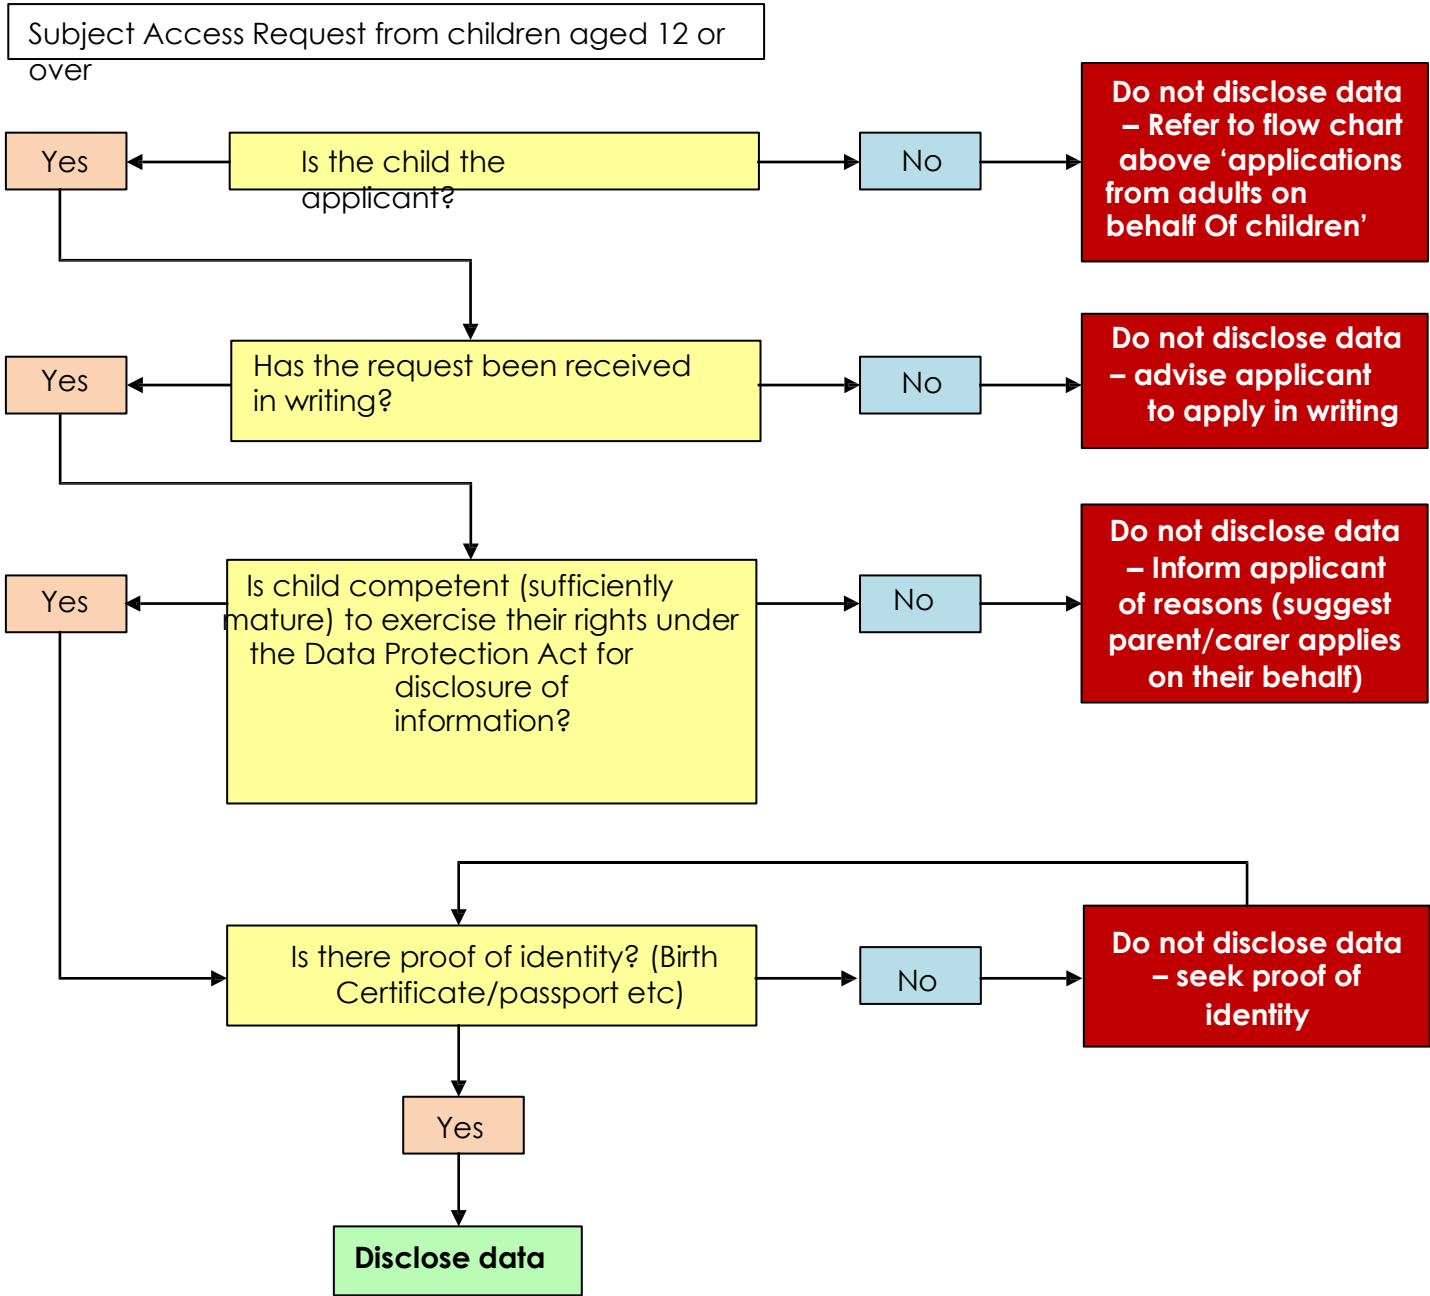 Subject Access Request from children aged 12 or
over
Yes
Is the child the
applicant?
No
Do not disclose data
– Refer to flow chart
above ‘applications
from adults on
behalf Of children’
Yes
Has the request been received
in writing?
No
Do not disclose data
– advise applicant
to apply in writing
Yes
Is child competent (sufficiently
mature) to exercise their rights under
the Data Protection Act for
disclosure of
information?
No
Do not disclose data
– Inform applicant
of reasons (suggest
parent/carer applies
on their behalf)
Is there proof of identity? (Birth
Certificate/passport etc)
No
Do not disclose data
– seek proof of
identity
Yes
Disclose data